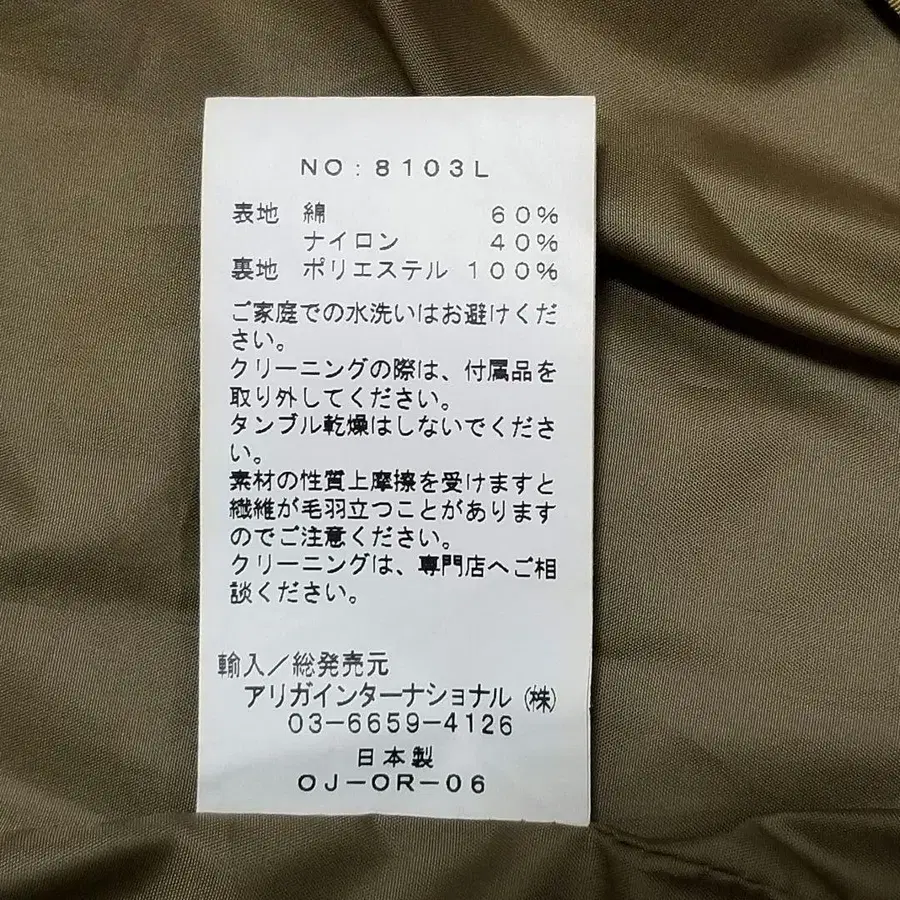 NO:8103L
表地 綿 60%
ナイロン 40%
裏地 ポリエステル 100%
ご家庭での水洗いはお避けくだ
さい。
クリーニングの際は、付属品を
取り外してください。
タンブル乾燥はしないでくださ
い。
素材の性質上摩擦を受けますと
繊維が毛羽立つことがあります
のでご注意ください。
クリーニングは、専門店へご相
談ください。
輸入/総発売元
アリガインターナショナル(株)
03-6659-4126
日本製
OJ-OR-06